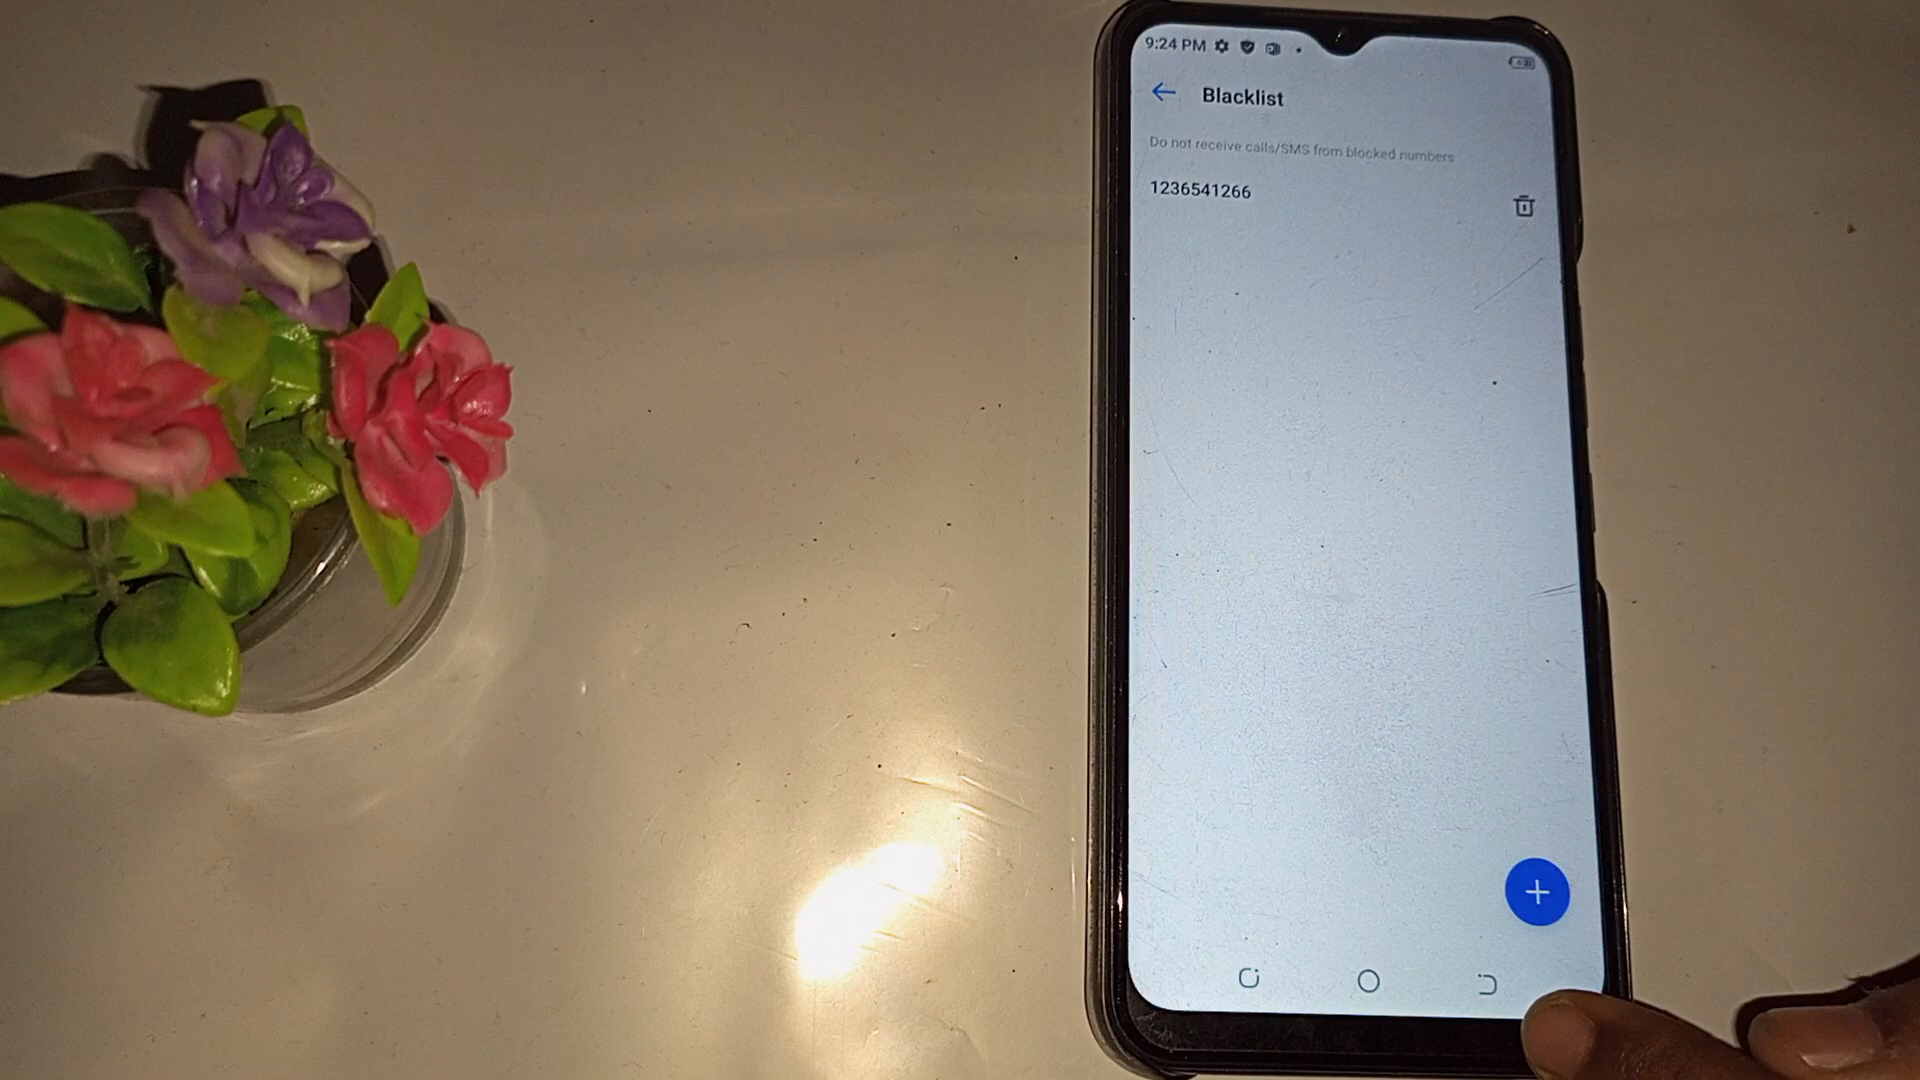 9:24 PM
Blacklist
Do not receive calls/SMS from blocked numbers
1236541266